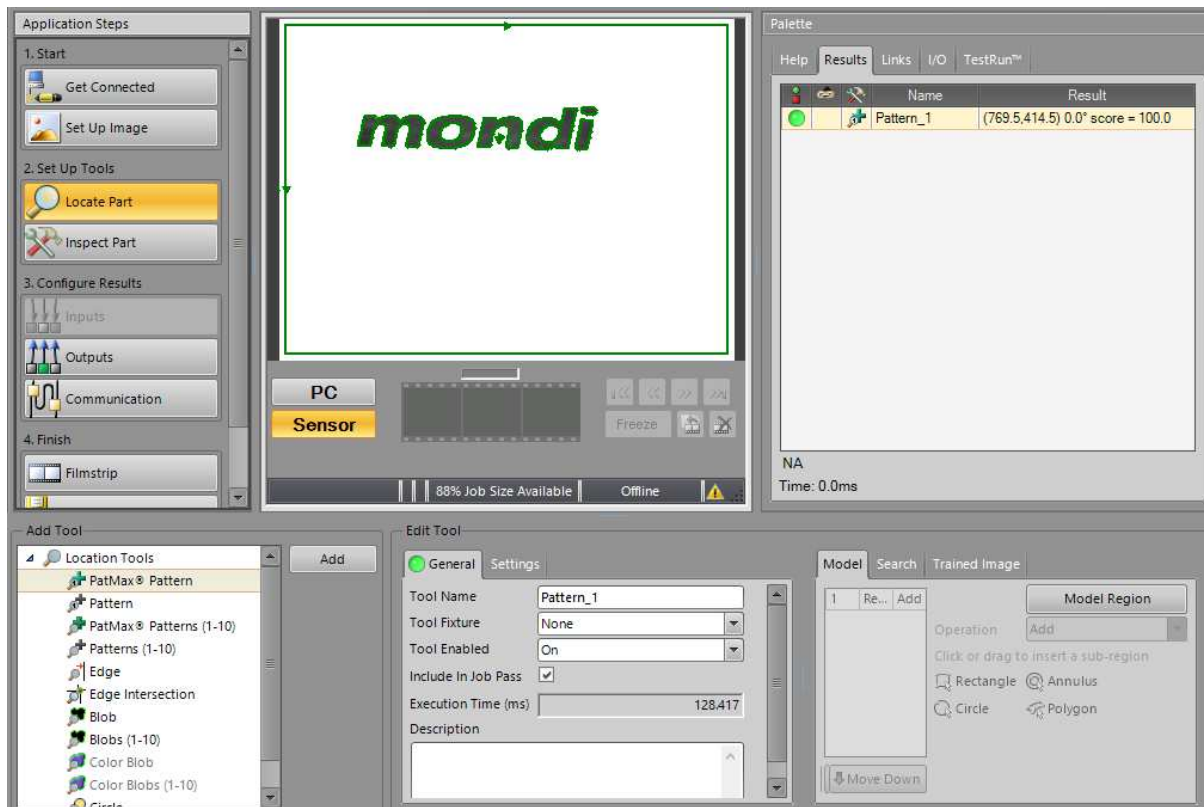 Application Steps
1. Start
Get Connected
Set Up Image
2. Set Up Tools
Locate Part
Inspect Part
3. Configure Results
Inputs
Outputs
Communication
4. Finish
Filmstrip
mondi
PC
Sensor
Freeze
88% Job Size Available
Offline
Palette
Help Results Links I/O TestRun™
Name Result
Pattern_1 (769.5,414.5) 0.0° score = 100.0
NA
Time: 0.0ms
Add Tool
Location Tools
PatMax® Pattern
Pattern
PatMax® Patterns (1-10)
Patterns (1-10)
Edge
Edge Intersection
Blob
Blobs (1-10)
Color Blob
Color Blobs (1-10)
Circle
Add
Edit Tool
General Settings
Tool Name Pattern_1
Tool Fixture None
Tool Enabled On
Include In Job Pass
Execution Time (ms) 128.417
Description
Model Search Trained Image
1 Re... Add
Model Region
Operation Add
Click or drag to insert a sub-region
Rectangle Annulus
Circle Polygon
Move Down